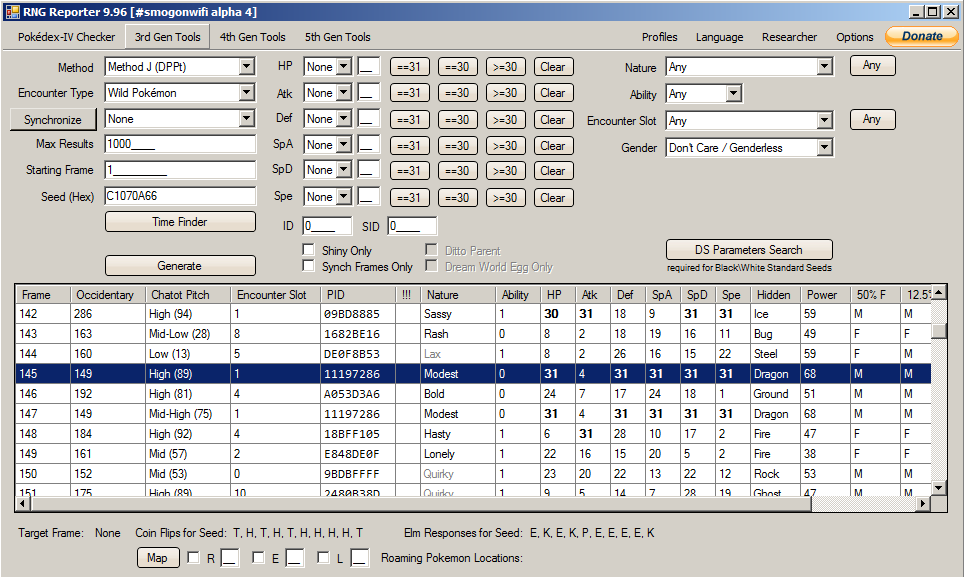 RNG Reporter 9.96 [#smogonwifi alpha 4]
Pokédex-IV Checker 3rd Gen Tools 4th Gen Tools 5th Gen Tools Profiles Language Researcher Options Donate
Method Method J (DPPt) HP None __ ==31 ==30 >=30 Clear Nature Any Any
Encounter Type Wild Pokémon Atk None __ ==31 ==30 >=30 Clear Ability Any
Synchronize None Def None __ ==31 ==30 >=30 Clear Encounter Slot Any Any
Max Results 1000____ SpA None __ ==31 ==30 >=30 Clear Gender Don't Care / Genderless
Starting Frame 1_________ SpD None __ ==31 ==30 >=30 Clear
Seed (Hex) C1070A66 Spe None __ ==31 ==30 >=30 Clear
Time Finder ID 0____ SID 0____
Shiny Only Ditto Parent DS Parameters Search
Generate Synch Frames Only Dream World Egg Only required for Black\White Standard Seeds
Frame Occidentary Chatot Pitch Encounter Slot PID !!! Nature Ability HP Atk Def SpA SpD Spe Hidden Power 50% F 12.5%
142 286 High (94) 1 09BD8885 Sassy 1 30 31 18 9 31 31 Ice 59 M M
143 163 Mid-Low (28) 8 1682BE16 Rash 0 8 2 18 19 16 11 Bug 49 F F
144 160 Low (13) 5 DE0F8B53 Lax 1 8 2 26 16 15 22 Steel 59 F M
145 149 High (89) 1 11197286 Modest 0 31 4 31 31 31 31 Dragon 68 M M
146 192 High (81) 4 A053D3A6 Bold 0 24 7 17 24 18 1 Ground 51 M M
147 149 Mid-High (75) 1 11197286 Modest 0 31 4 31 31 31 31 Dragon 68 M M
148 184 High (92) 4 18BFF105 Hasty 1 6 31 28 10 17 2 Fire 47 F F
149 161 Mid (57) 2 E848DE0F Lonely 1 22 16 15 20 5 2 Fire 38 F M
150 152 Mid (53) 0 9BDBFFFF Quirky 1 23 20 22 13 22 12 Rock 53 M M
151 175 High (89) 10 2480B38D Quirky 1 9 5 14 7 28 19 Ghost 47 M M
Target Frame: None Coin Flips for Seed: T, H, T, H, T, H, H, H, H, T Elm Responses for Seed: E, K, E, K, P, E, E, E, E, K
Map R __ E __ L __ Roaming Pokemon Locations: